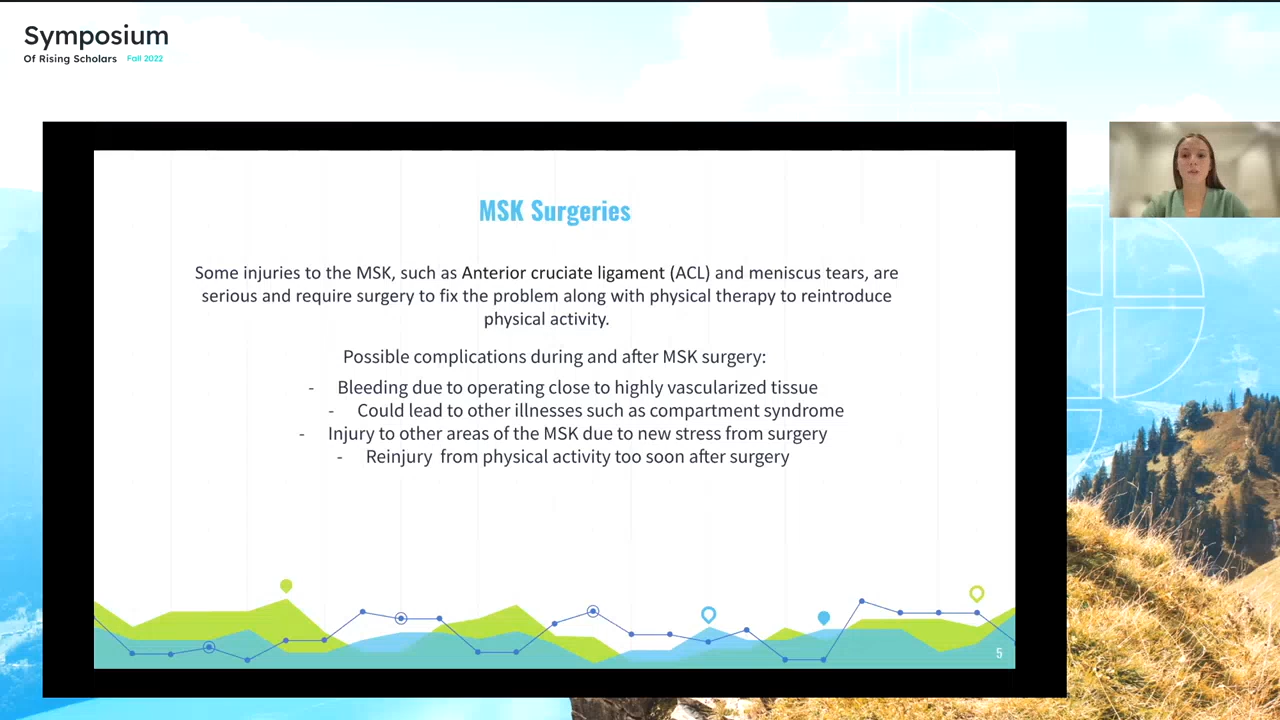 Symposium
Of Rising Scholars Fall 2022
MSK Surgeries
Some injuries to the MSK, such as Anterior cruciate ligament (ACL) and meniscus tears, are
serious and require surgery to fix the problem along with physical therapy to reintroduce
physical activity.
Possible complications during and after MSK surgery:
- Bleeding due to operating close to highly vascularized tissue
- Could lead to other illnesses such as compartment syndrome
- Injury to other areas of the MSK due to new stress from surgery
- Reinjury from physical activity too soon after surgery
5